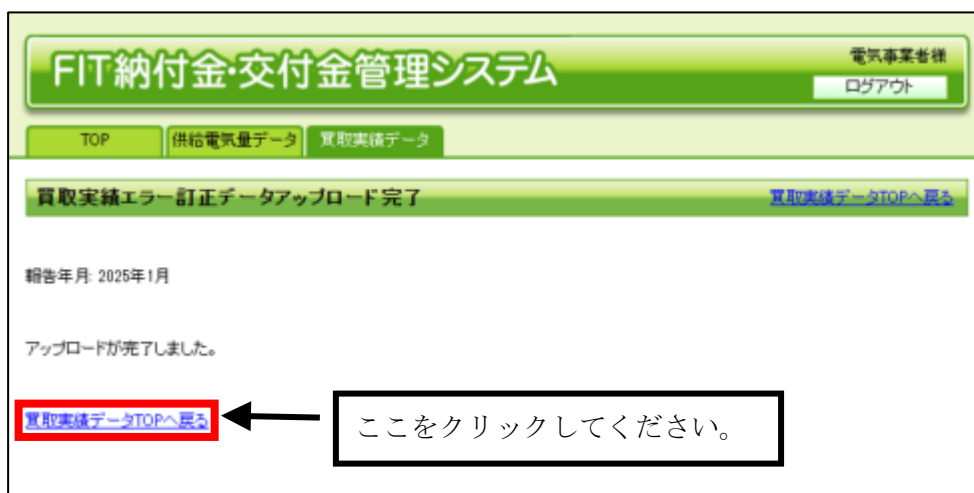 FIT納付金・交付金管理システム
電気事業者様
ログアウト
TOP
供給電気量データ
買取実績データ
買取実績エラー訂正データアップロード完了
買取実績データTOPへ戻る
報告年月: 2025年1月
アップロードが完了しました。
買取実績データTOPへ戻る
ここをクリックしてください。